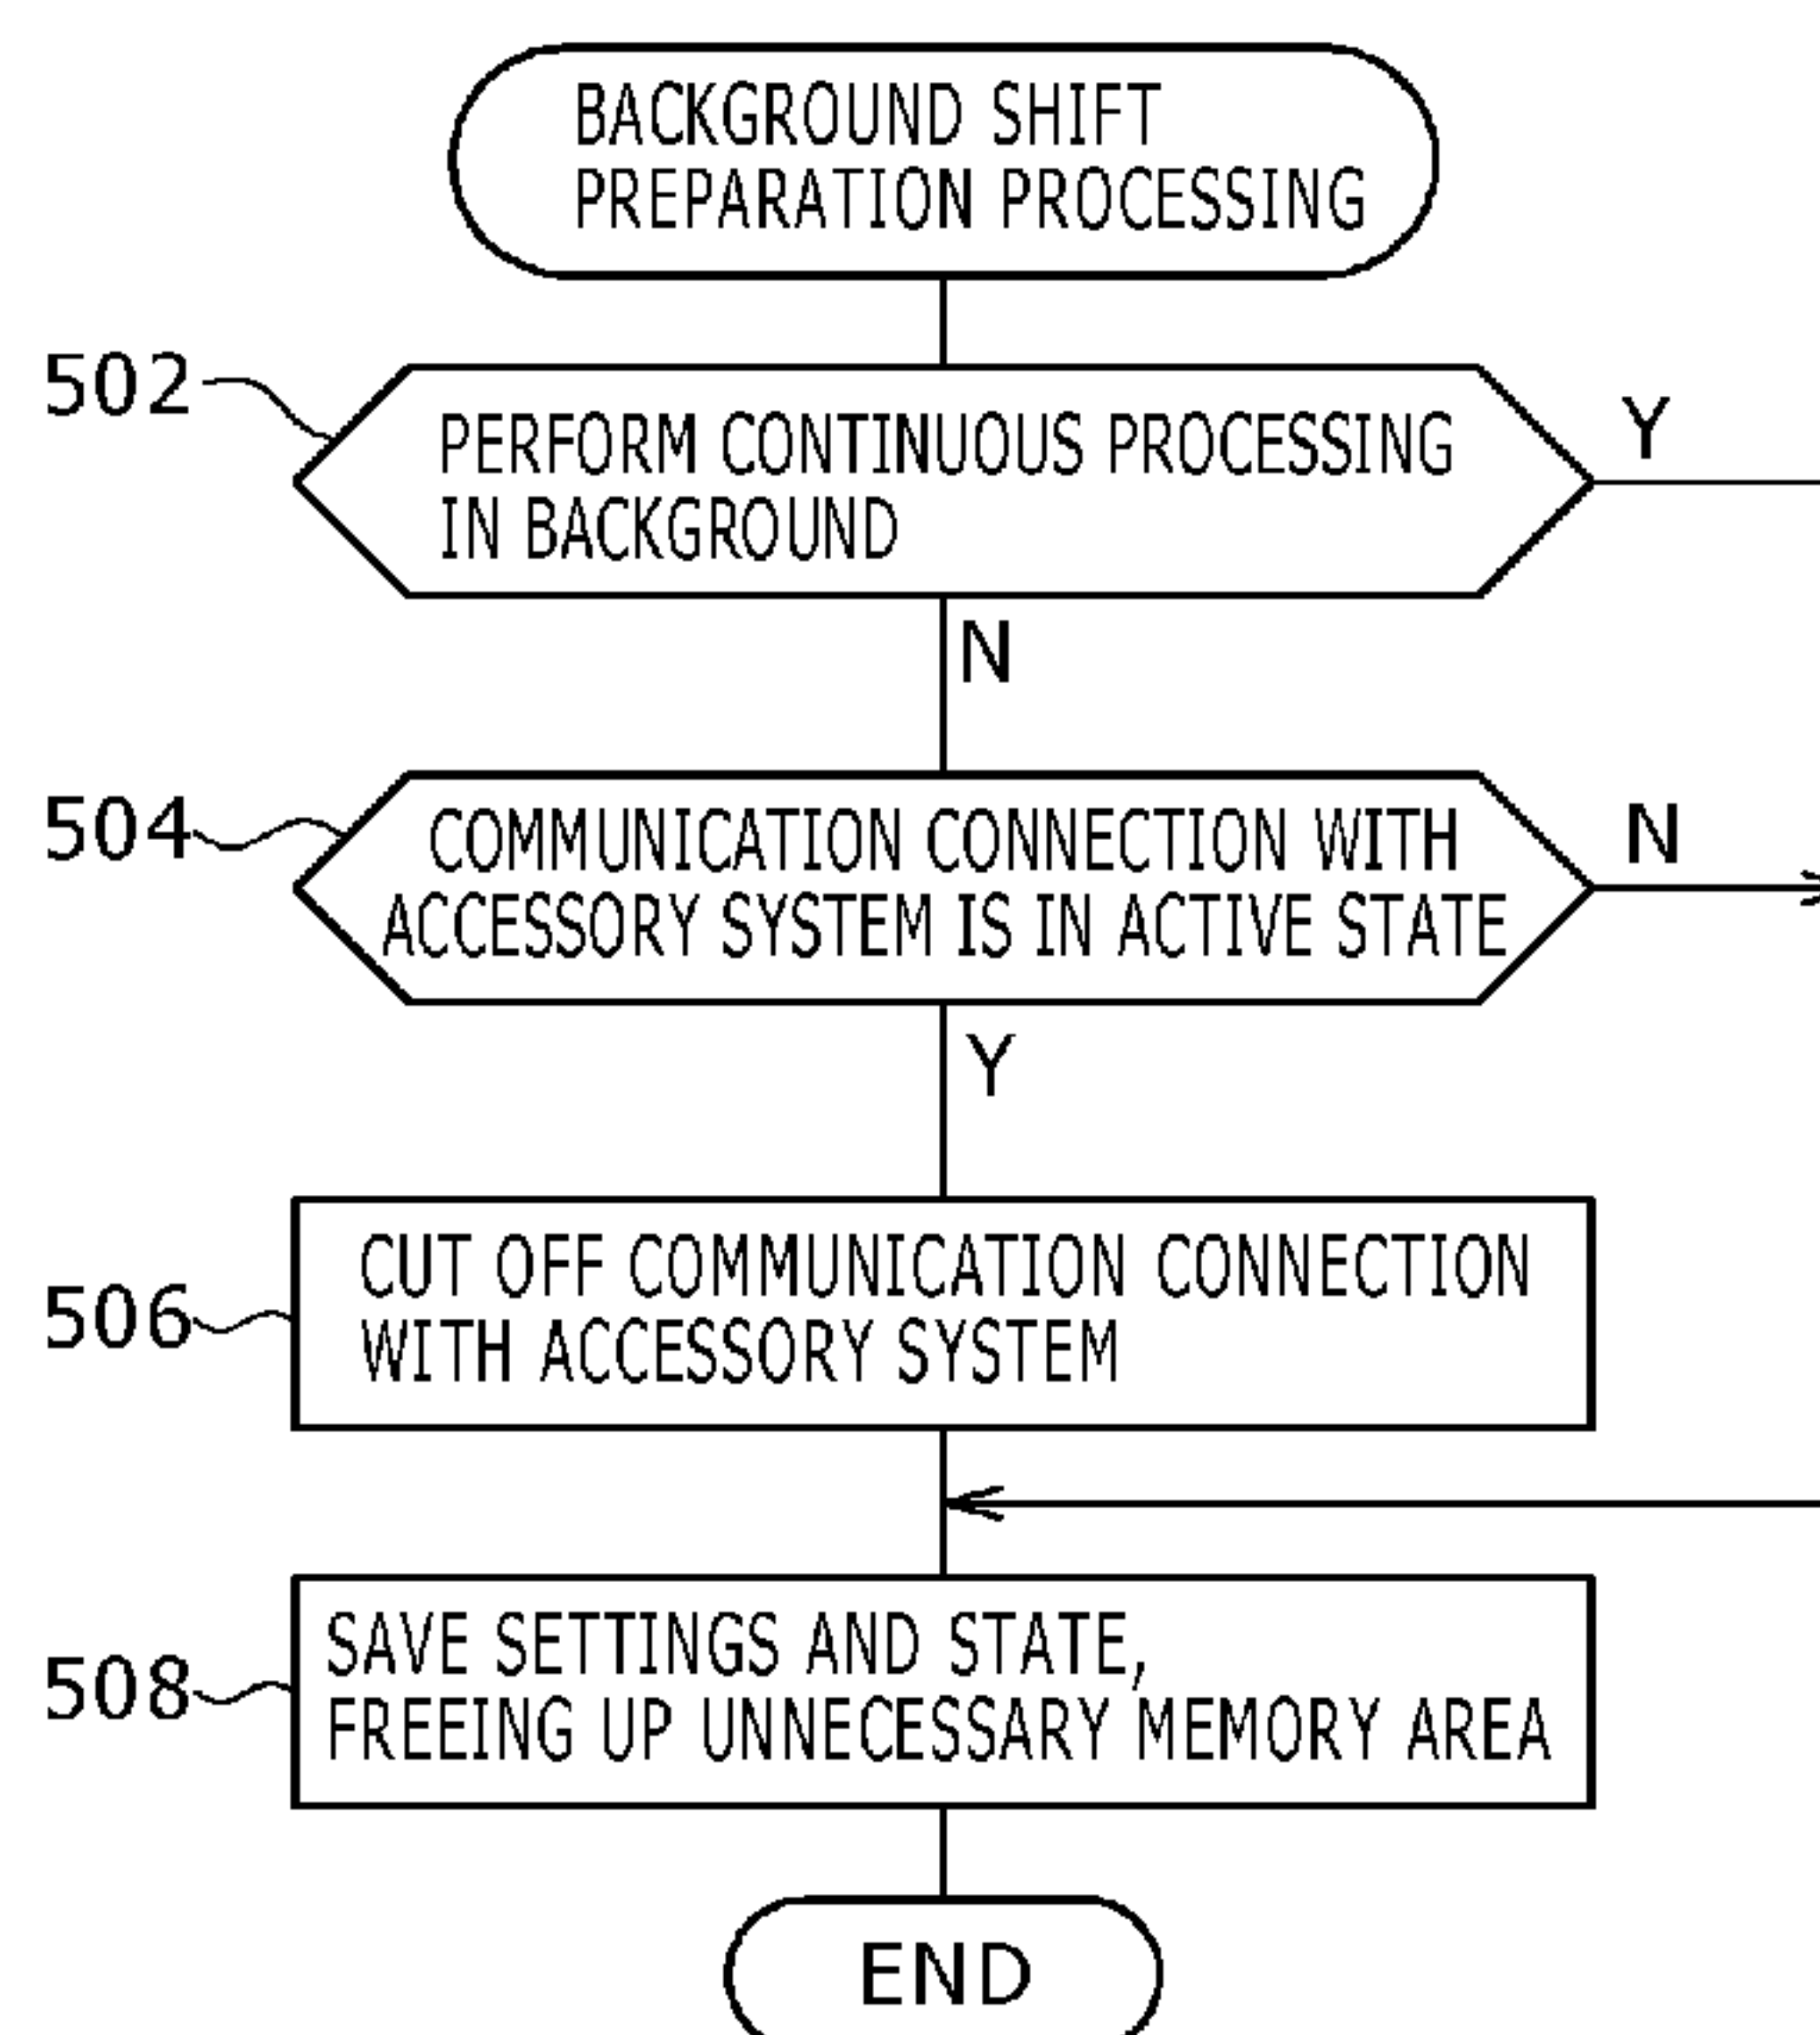 BACKGROUND SHIFT
PREPARATION PROCESSING
502
PERFORM CONTINUOUS PROCESSING
IN BACKGROUND
Y
N
504
COMMUNICATION CONNECTION WITH
ACCESSORY SYSTEM IS IN ACTIVE STATE
N
Y
506
CUT OFF COMMUNICATION CONNECTION
WITH ACCESSORY SYSTEM
508
SAVE SETTINGS AND STATE,
FREEING UP UNNECESSARY MEMORY AREA
END